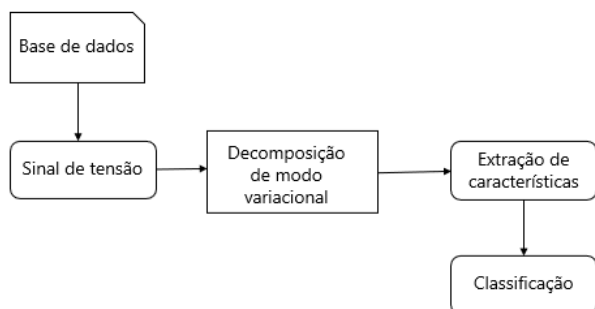 Base de dados
Sinal de tensão
Decomposição
de modo
variacional
Extração de
características
Classificação